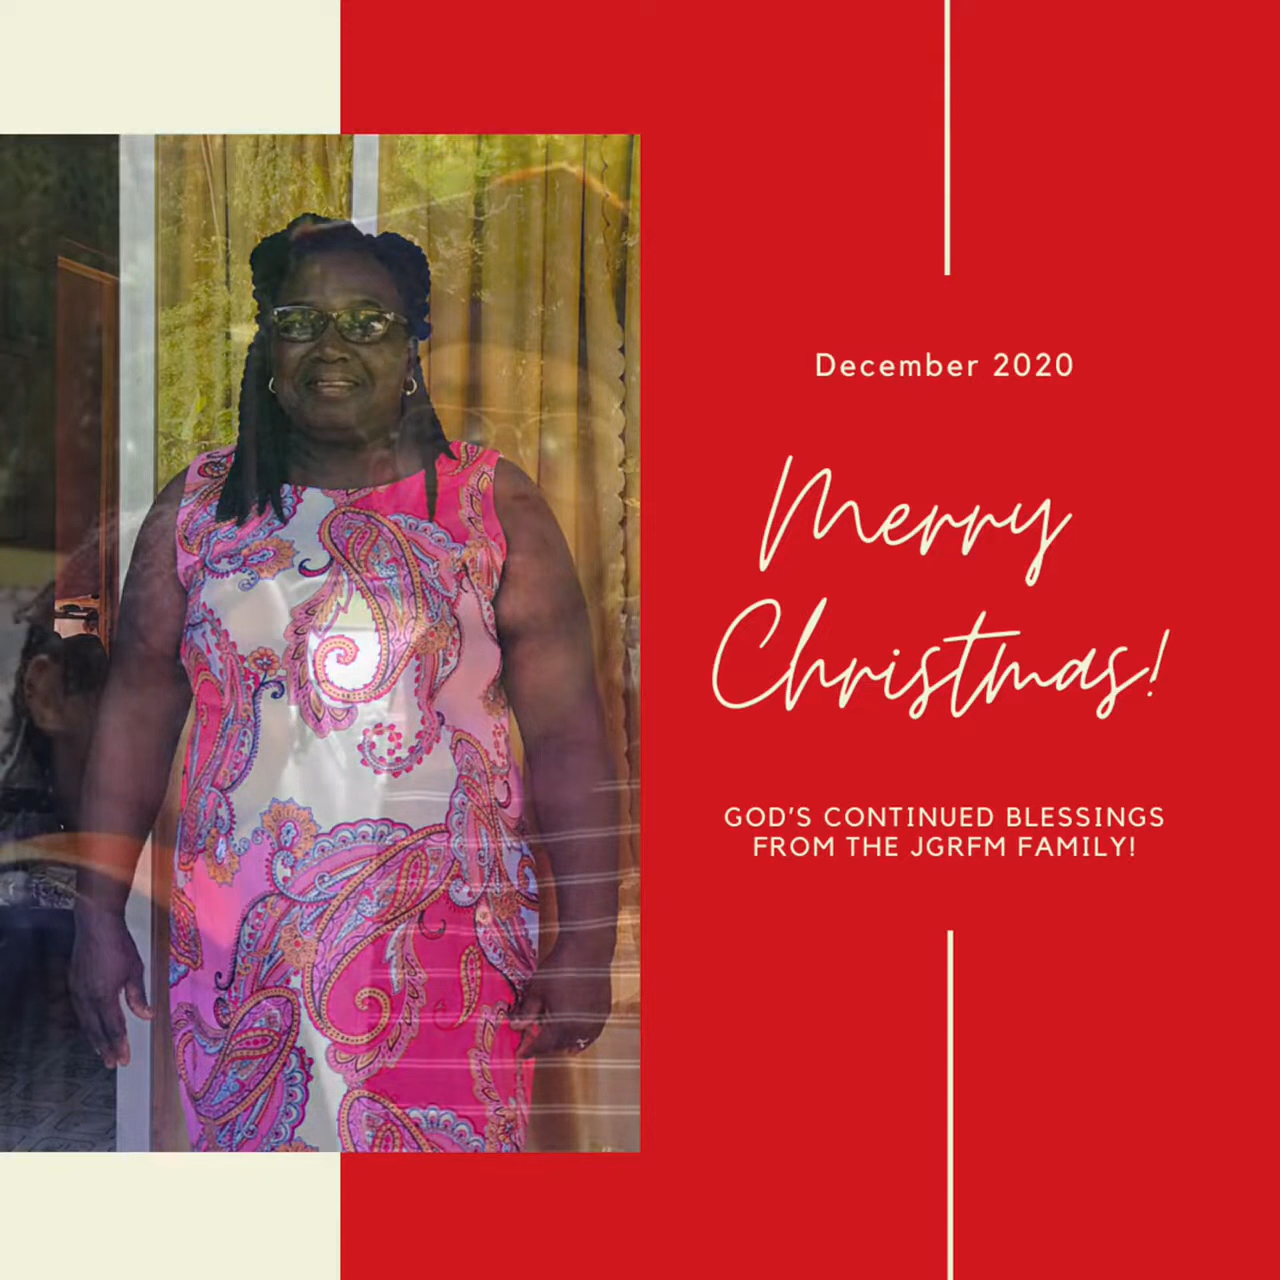 December 2020
Merry
Christmas!
GOD'S CONTINUED BLESSINGS
FROM THE JGRFM FAMILY!